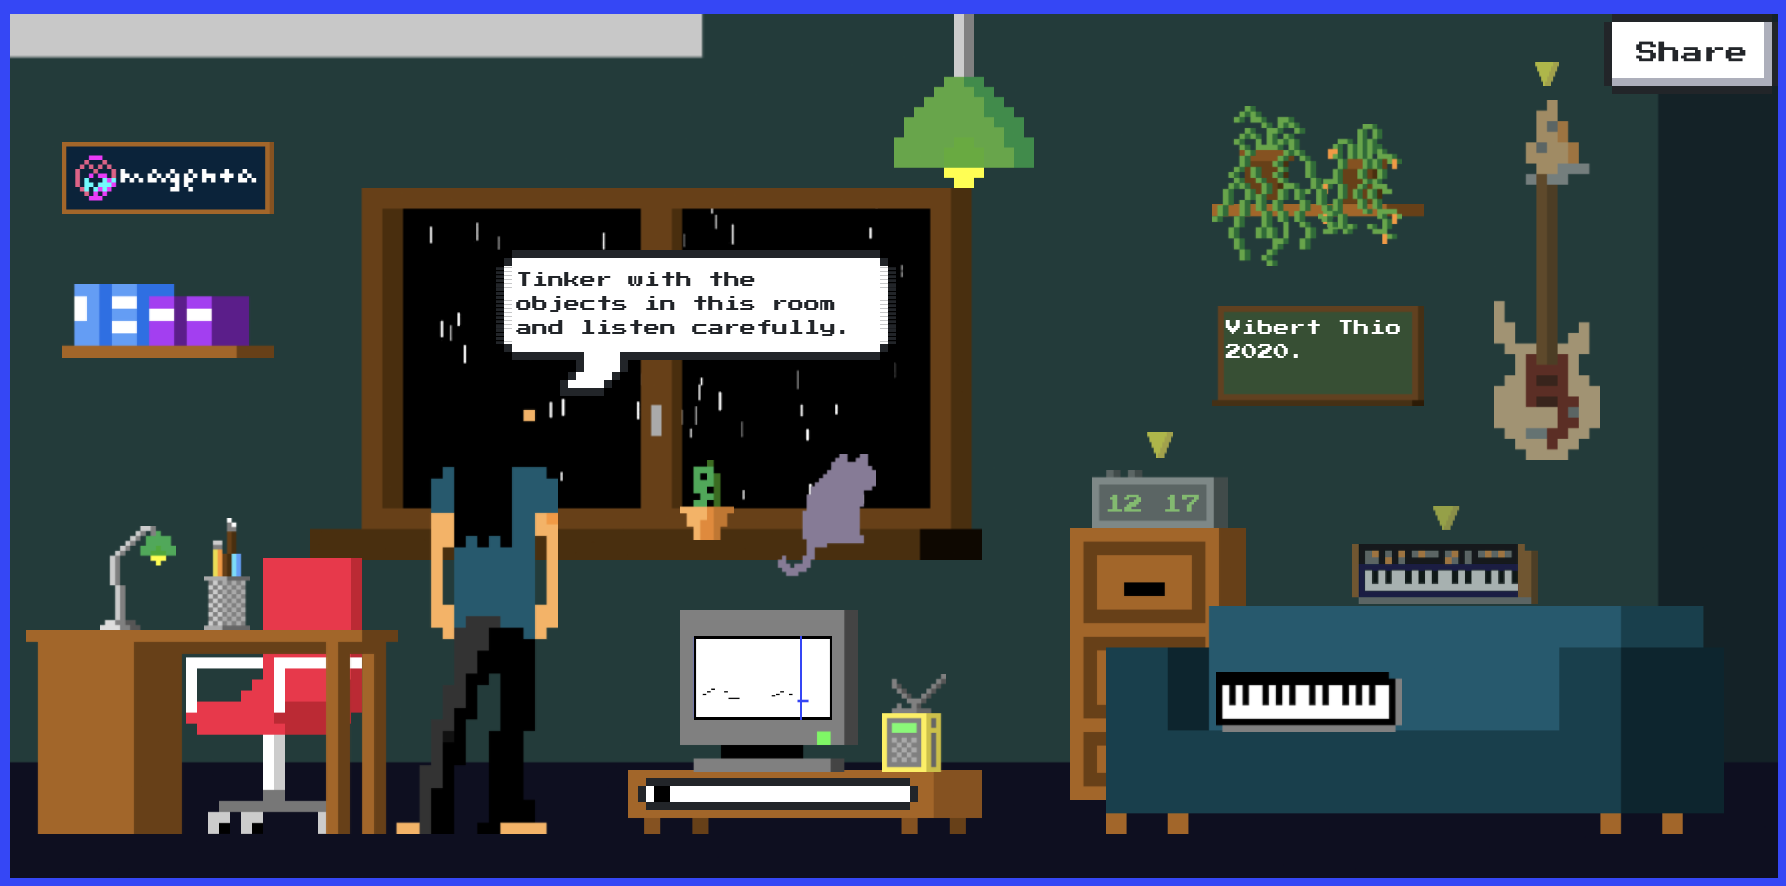 Share
magenta
Tinker with the
objects in this room
and listen carefully.
Vibert Thio
2020.
12 17